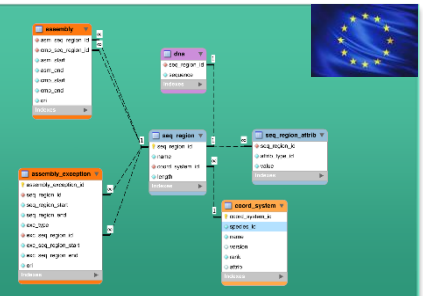 assembly
asm_seq_region_id
cmp_seq_region_id
asm_start
asm_end
cmp_start
cmp_end
ori
Indexes
dna
seq_region_id
sequence
Indexes
seq_region
seq_region_id
name
coord_system_id
length
Indexes
seq_region_attrib
seq_region_id
attrib_type_id
value
Indexes
assembly_exception
assembly_exception_id
seq_region_id
seq_region_start
seq_region_end
exc_type
exc_seq_region_id
exc_seq_region_start
exc_seq_region_end
ori
Indexes
coord_system
coord_system_id
species_id
name
version
rank
attrib
Indexes